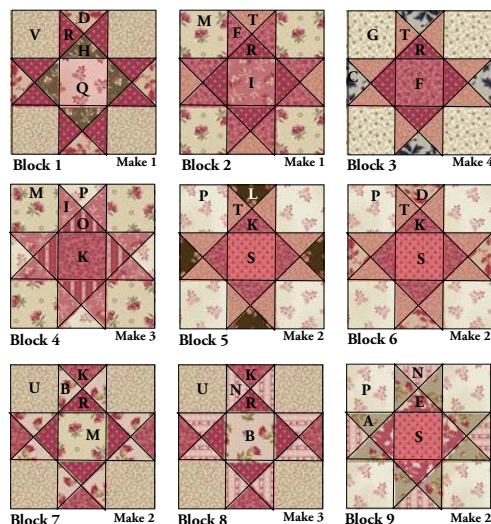 D
V R
H
Q
Block 1 Make 1
M T
F
R
I
Block 2 Make 1
G T
R
C F
Block 3 Make 4
M P
I
O
K
Block 4 Make 3
P L
T
K
S
Block 5 Make 2
P D
T
K
S
Block 6 Make 2
K
U B
R
M
Block 7 Make 2
K
U N
R
B
Block 8 Make 3
N
P
E
A
S
Block 9 Make 2